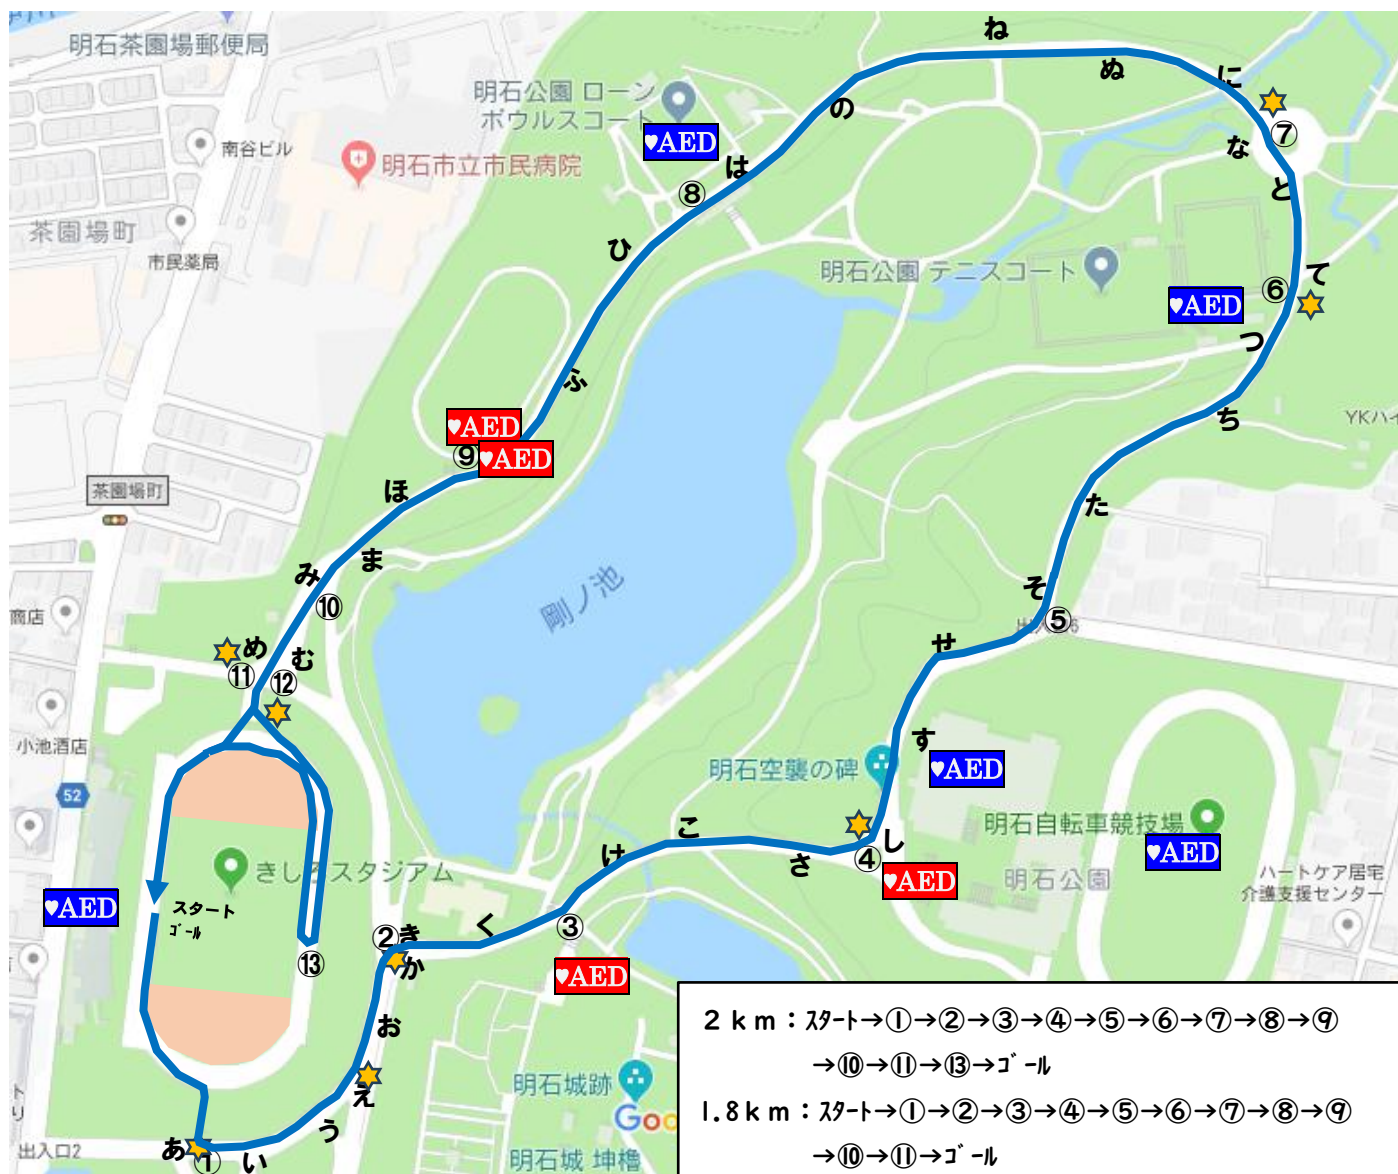 明石茶園場郵便局
南谷ビル
茶園場町
市民薬局
明石市立市民病院
明石公園 ローン
ボウルスコート
♥AED
の
ね
ぬ
に
⑦
な
と
は
⑧
ひ
明石公園 テニスコート
て
⑥
♥AED
つ
ち
YKハイ
ふ
♥AED
⑨
♥AED
茶園場町
ほ
た
ま
み
⑩
剛ノ池
そ
⑤
商店
め
む
⑪
⑫
せ
小池酒店
52
す
明石空襲の碑
♥AED
こ
し
明石自転車競技場
け
さ
④
♥AED
きしろスタジアム
♥AED
明石公園
ハートケア居宅
介護支援センター
♥AED
スタート
ゴール
②
き
く
③
か
⑬
♥AED
お
え
う
明石城跡
Goo
あ
①
い
出入口2
明石城 坤櫓
2km:スタート→①→②→③→④→⑤→⑥→⑦→⑧→⑨
→⑩→⑪→⑬→ゴール
1.8km:スタート→①→②→③→④→⑤→⑥→⑦→⑧→⑨
→⑩→⑪→ゴール